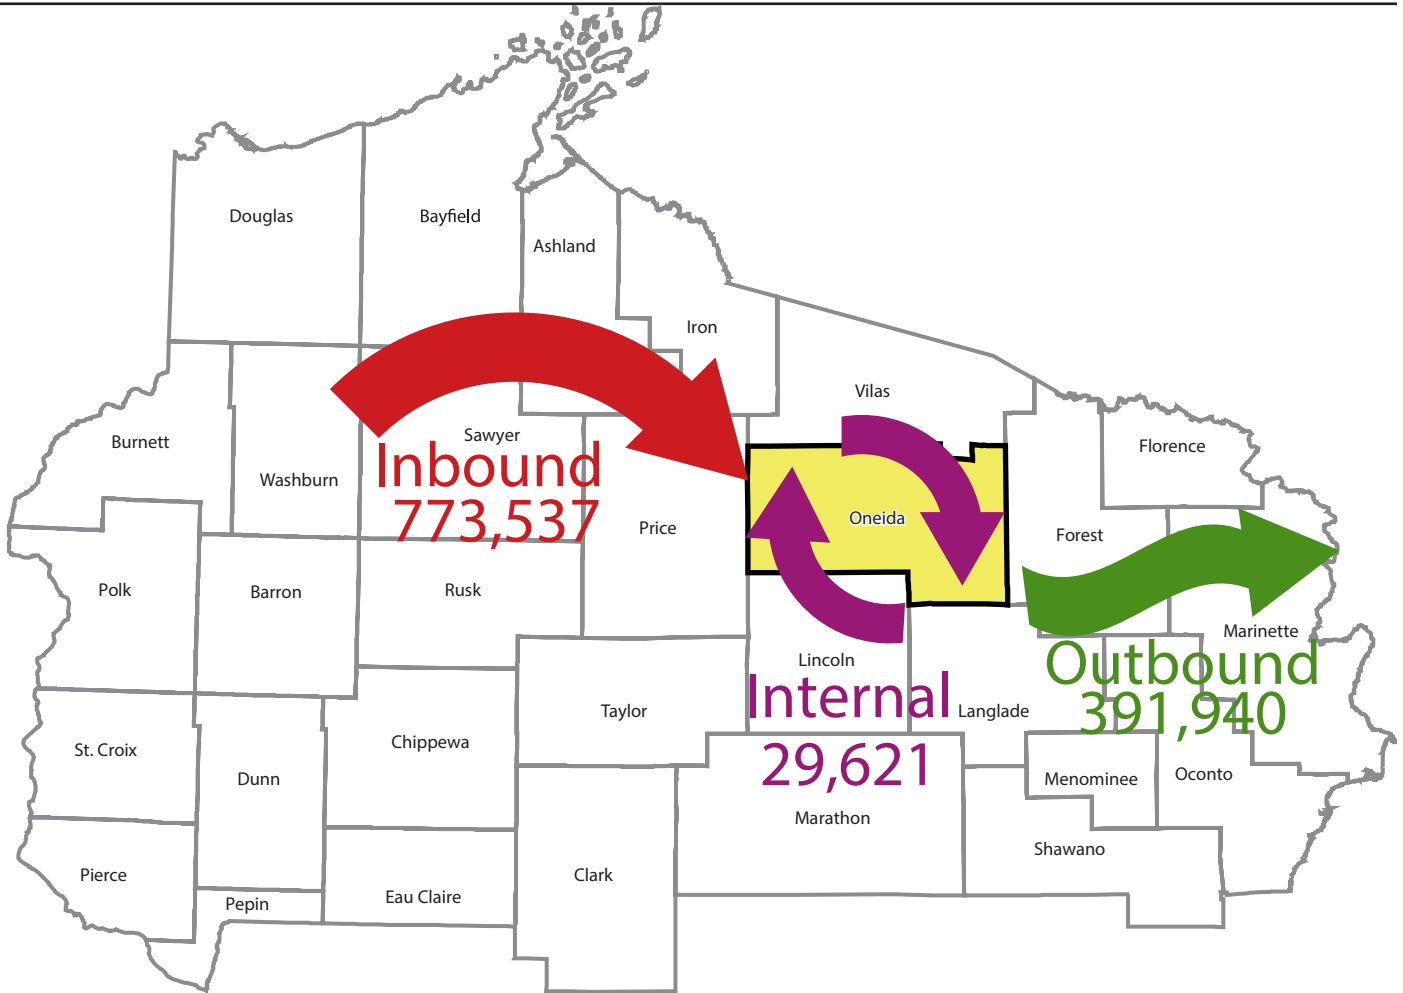 Douglas
Bayfield
Ashland
Iron
Vilas
Burnett
Washburn
Sawyer
Florence
Inbound
773,537
Price
Oneida
Forest
Polk
Barron
Rusk
Marinette
Lincoln
Outbound
391,940
Internal
29,621
Langlade
Taylor
St. Croix
Dunn
Chippewa
Menominee
Oconto
Marathon
Shawano
Pierce
Pepin
Eau Claire
Clark